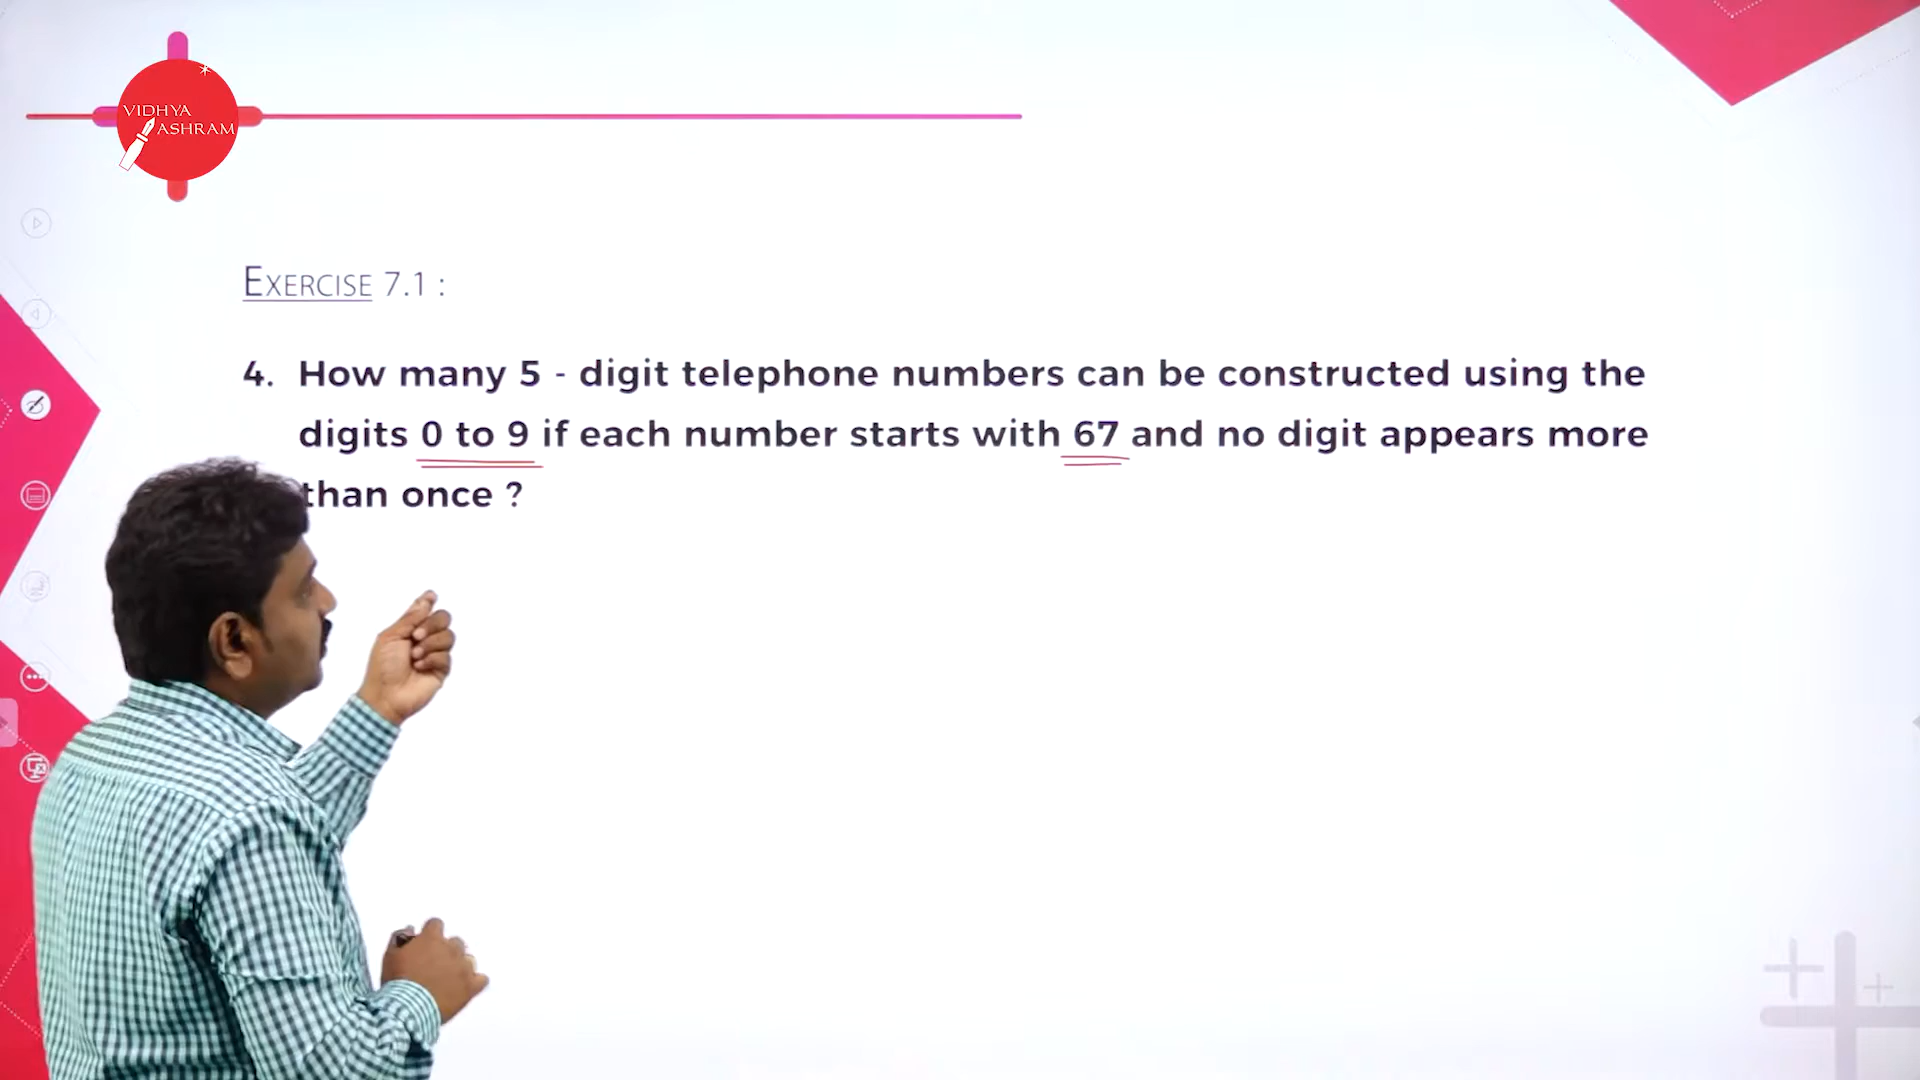 VIDHYA
ASHRAM
EXERCISE 7.1 :
4. How many 5 - digit telephone numbers can be constructed using the
digits 0 to 9 if each number starts with 67 and no digit appears more
than once ?